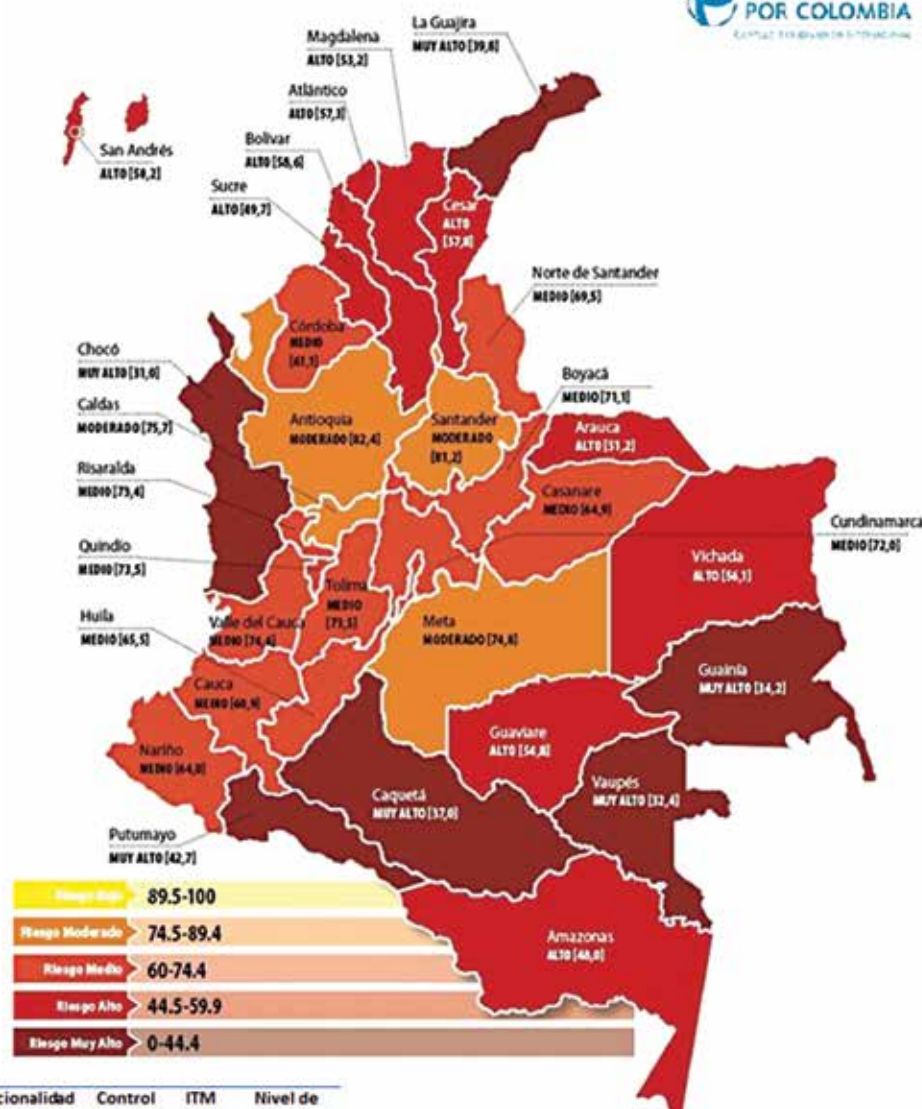 POR COLOMBIA
La Guajira
MUY ALTO [39,8]
Magdalena
ALTO [53,2]
Atlántico
ALTO [57,3]
Bolívar
ALTO [58,6]
San Andrés
ALTO [50,2]
Sucre
ALTO [49,7]
Cesar
ALTO
[57,8]
Norte de Santander
MEDIO [69,5]
Córdoba
MEDIO
[61,1]
Chocó
MUY ALTO [31,0]
Boyacá
MEDIO [71,1]
Caldas
MODERADO [75,7]
Antioquia
MODERADO [82,4]
Santander
MODERADO
[81,2]
Arauca
ALTO [51,2]
Risaralda
MEDIO [73,4]
Casanare
MEDIO [64,9]
Cundinamarca
MEDIO [72,0]
Quindío
MEDIO [73,5]
Vichada
ALTO [56,1]
Tolima
MEDIO
[73,5]
Huila
MEDIO [65,5]
Valle del Cauca
MEDIO [74,4]
Meta
MODERADO [74,8]
Guainía
MUY ALTO [34,2]
Cauca
MEDIO [60,9]
Guaviare
ALTO [54,8]
Nariño
MEDIO [64,0]
Vaupés
MUY ALTO [32,4]
Caquetá
MUY ALTO [37,0]
Putumayo
MUY ALTO [42,7]
Amazonas
ALTO [48,0]
Riesgo Bajo 89.5-100
Riesgo Moderado 74.5-89.4
Riesgo Medio 60-74.4
Riesgo Alto 44.5-59.9
Riesgo Muy Alto 0-44.4
cionalidad Control ITM Nivel de